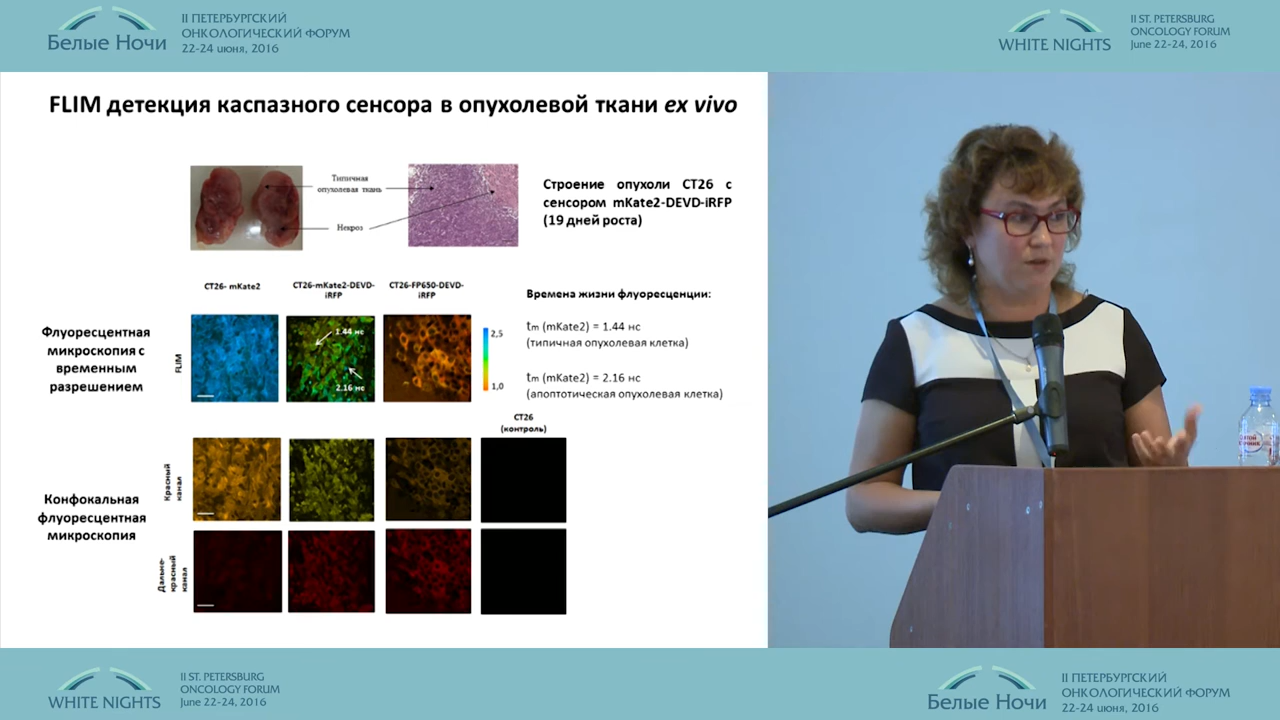 Белые Ночи
II ПЕТЕРБУРГСКИЙ
ОНКОЛОГИЧЕСКИЙ ФОРУМ
22-24 июня, 2016
WHITE NIGHTS
II ST. PETERSBURG
ONCOLOGY FORUM
June 22-24, 2016
FLIM детекция каспазного сенсора в опухолевой ткани ex vivo
Типичная
опухолевая ткань
Некроз
Строение опухоли CT26 с
сенсором mKate2-DEVD-iRFP
(19 дней роста)
CT26- mKate2
CT26-mKate2-DEVD-
iRFP
CT26-FP650-DEVD-
iRFP
Флуоресцентная
микроскопия с
временным
разрешением
FLIM
1.44 нс
2.16 нс
2,5
1,0
Времена жизни флуоресценции:
tm (mKate2) = 1.44 нс
(типичная опухолевая клетка)
tm (mKate2) = 2.16 нс
(апоптотическая опухолевая клетка)
CT26
(контроль)
Конфокальная
флуоресцентная
микроскопия
Красный
канал
Дальне-
красный
канал
WHITE NIGHTS
II ST. PETERSBURG
ONCOLOGY FORUM
June 22-24, 2016
Белые Ночи
II ПЕТЕРБУРГСКИЙ
ОНКОЛОГИЧЕСКИЙ ФОРУМ
22-24 июня, 2016